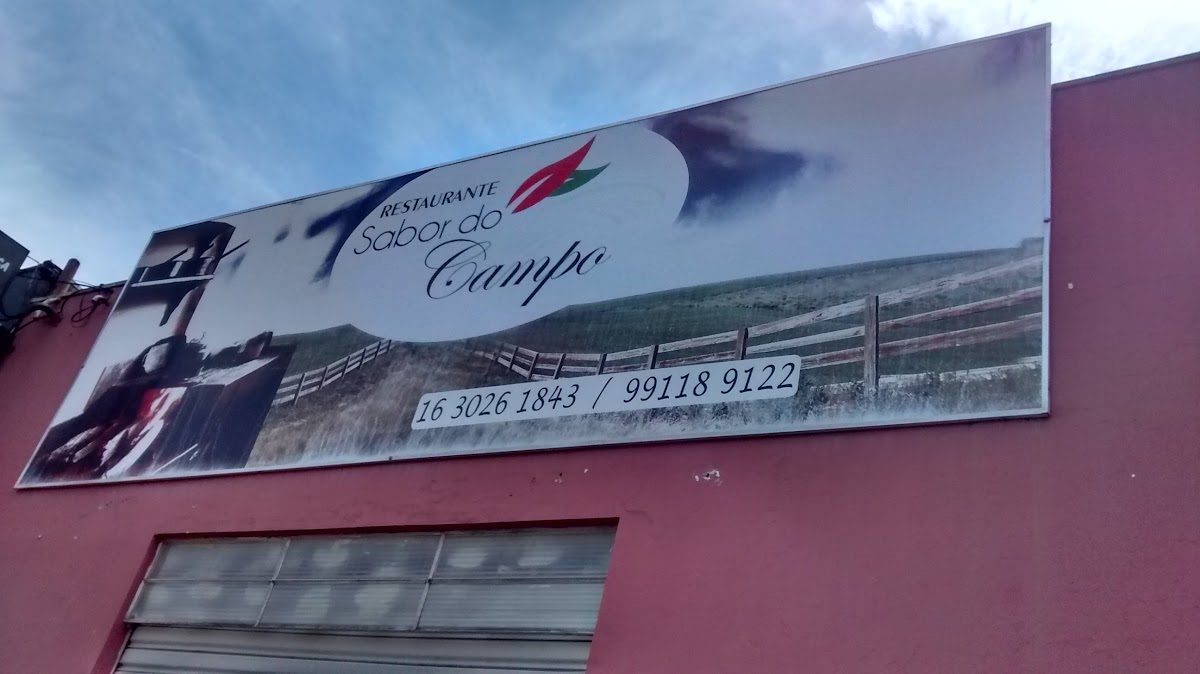 RESTAURANTE
Sabor do
Campo
16 3026 1843 / 99118 9122